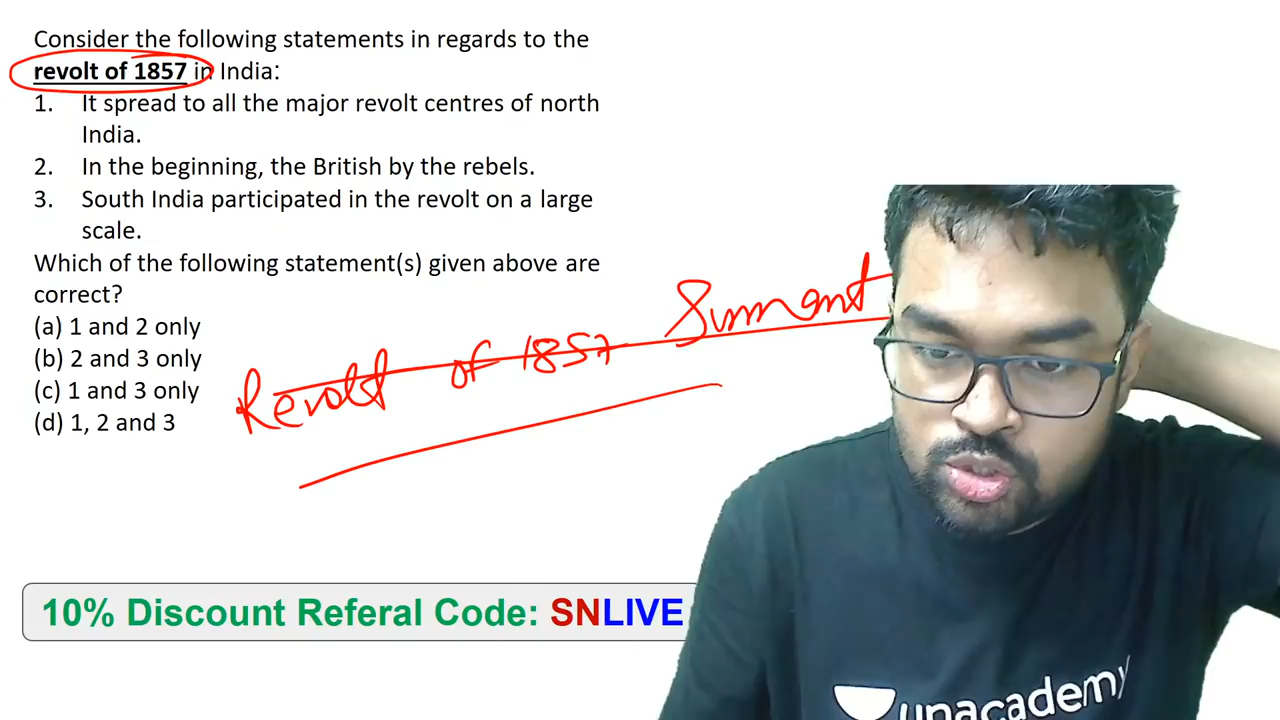 Consider the following statements in regards to the
revolt of 1857 in India:
1. It spread to all the major revolt centres of north
India.
2. In the beginning, the British by the rebels.
3. South India participated in the revolt on a large
scale.
Which of the following statement(s) given above are
correct?
(a) 1 and 2 only
(b) 2 and 3 only
(c) 1 and 3 only
(d) 1, 2 and 3
Revolt of 1857 Sumant
10% Discount Referal Code: SNLIVE
unacademy